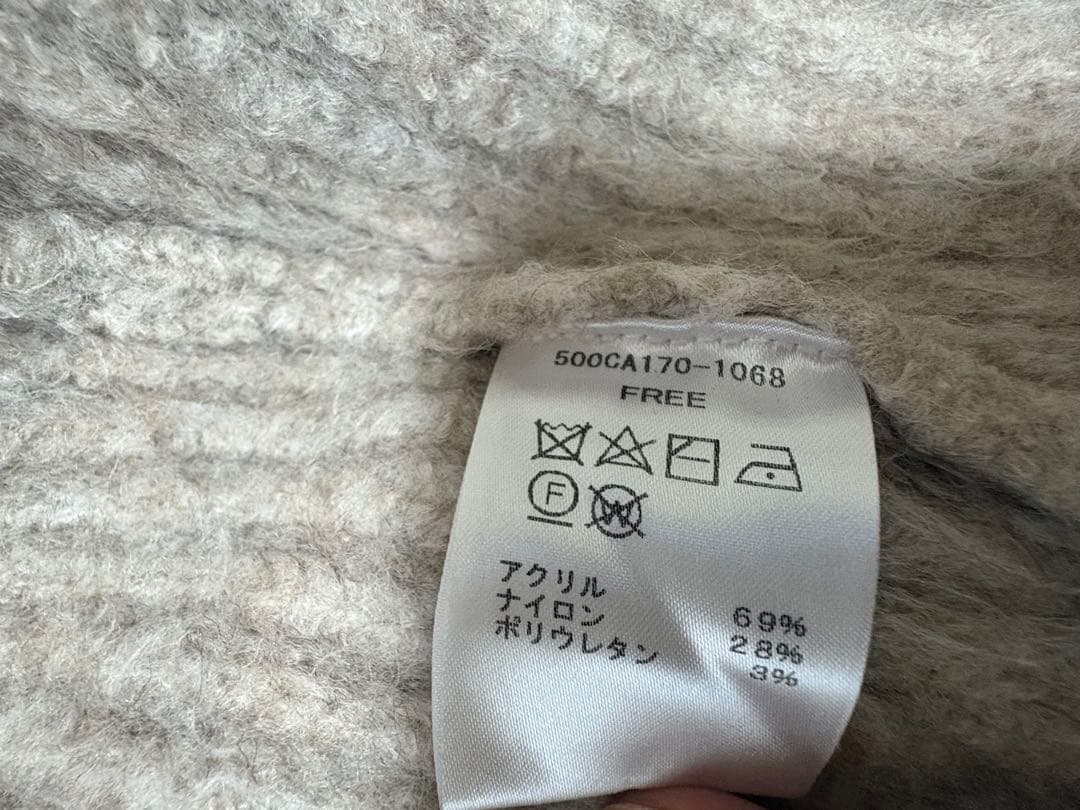 500CA170-1068
FREE
F W
アクリル 69%
ナイロン 28%
ポリウレタン 3%